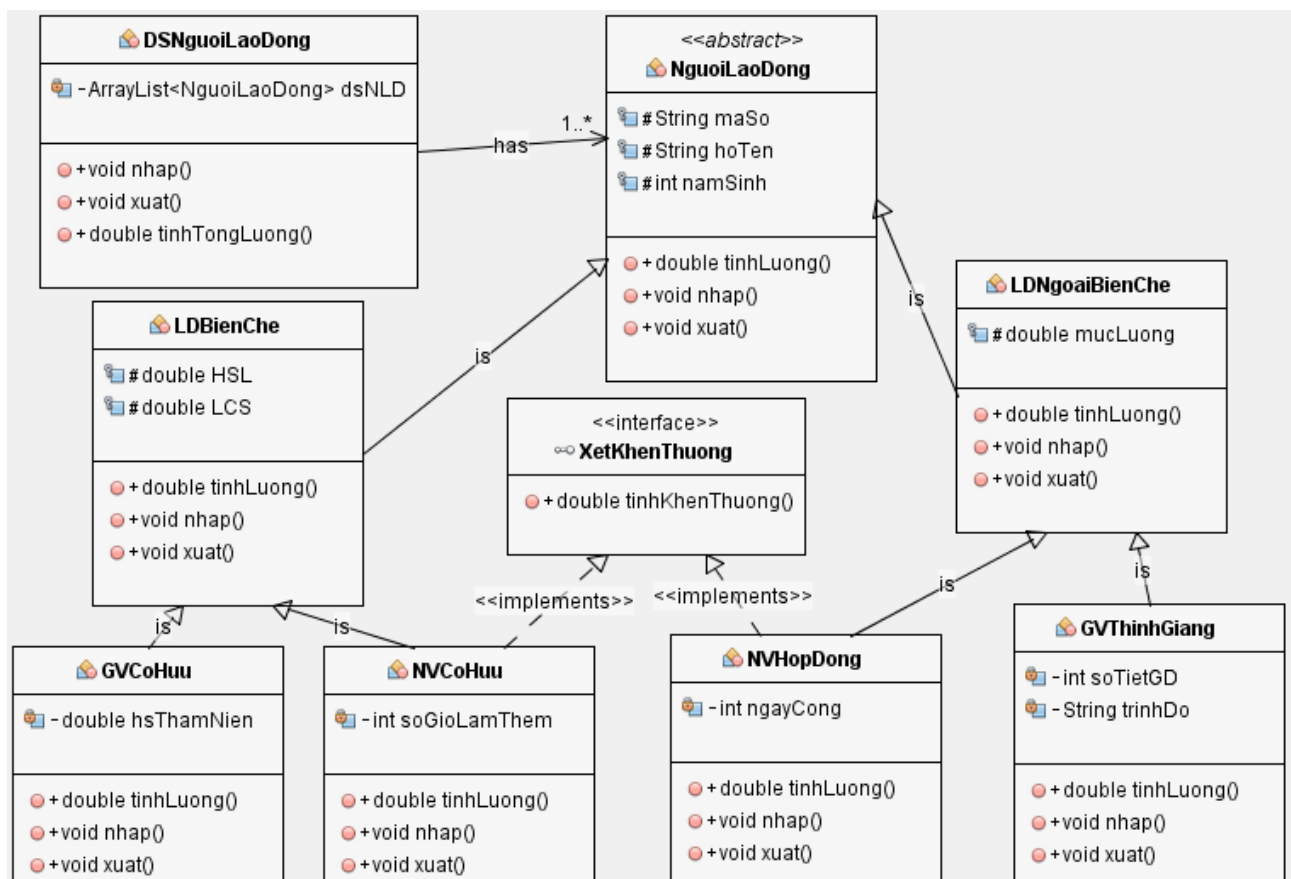 DSNguoiLaoDong
-ArrayList<NguoiLaoDong> dsNLD
+void nhap()
+void xuat()
+double tinhTongLuong()
has
1..*
<<abstract>>
NguoiLaoDong
#String maSo
#String hoTen
#int namSinh
+double tinhLuong()
+void nhap()
+void xuat()
is
is
LDBienChe
#double HSL
#double LCS
+double tinhLuong()
+void nhap()
+void xuat()
<<interface>>
XetKhenThuong
+double tinhKhenThuong()
LDNgoaiBienChe
#double mucLuong
+double tinhLuong()
+void nhap()
+void xuat()
is
is
<<implements>>
<<implements>>
is
is
GVCoHuu
-double hsThamNien
+double tinhLuong()
+void nhap()
+void xuat()
NVCoHuu
-int soGioLamThem
+double tinhLuong()
+void nhap()
+void xuat()
NVHopDong
-int ngayCong
+double tinhLuong()
+void nhap()
+void xuat()
GVThinhGiang
-int soTietGD
-String trinhDo
+double tinhLuong()
+void nhap()
+void xuat()